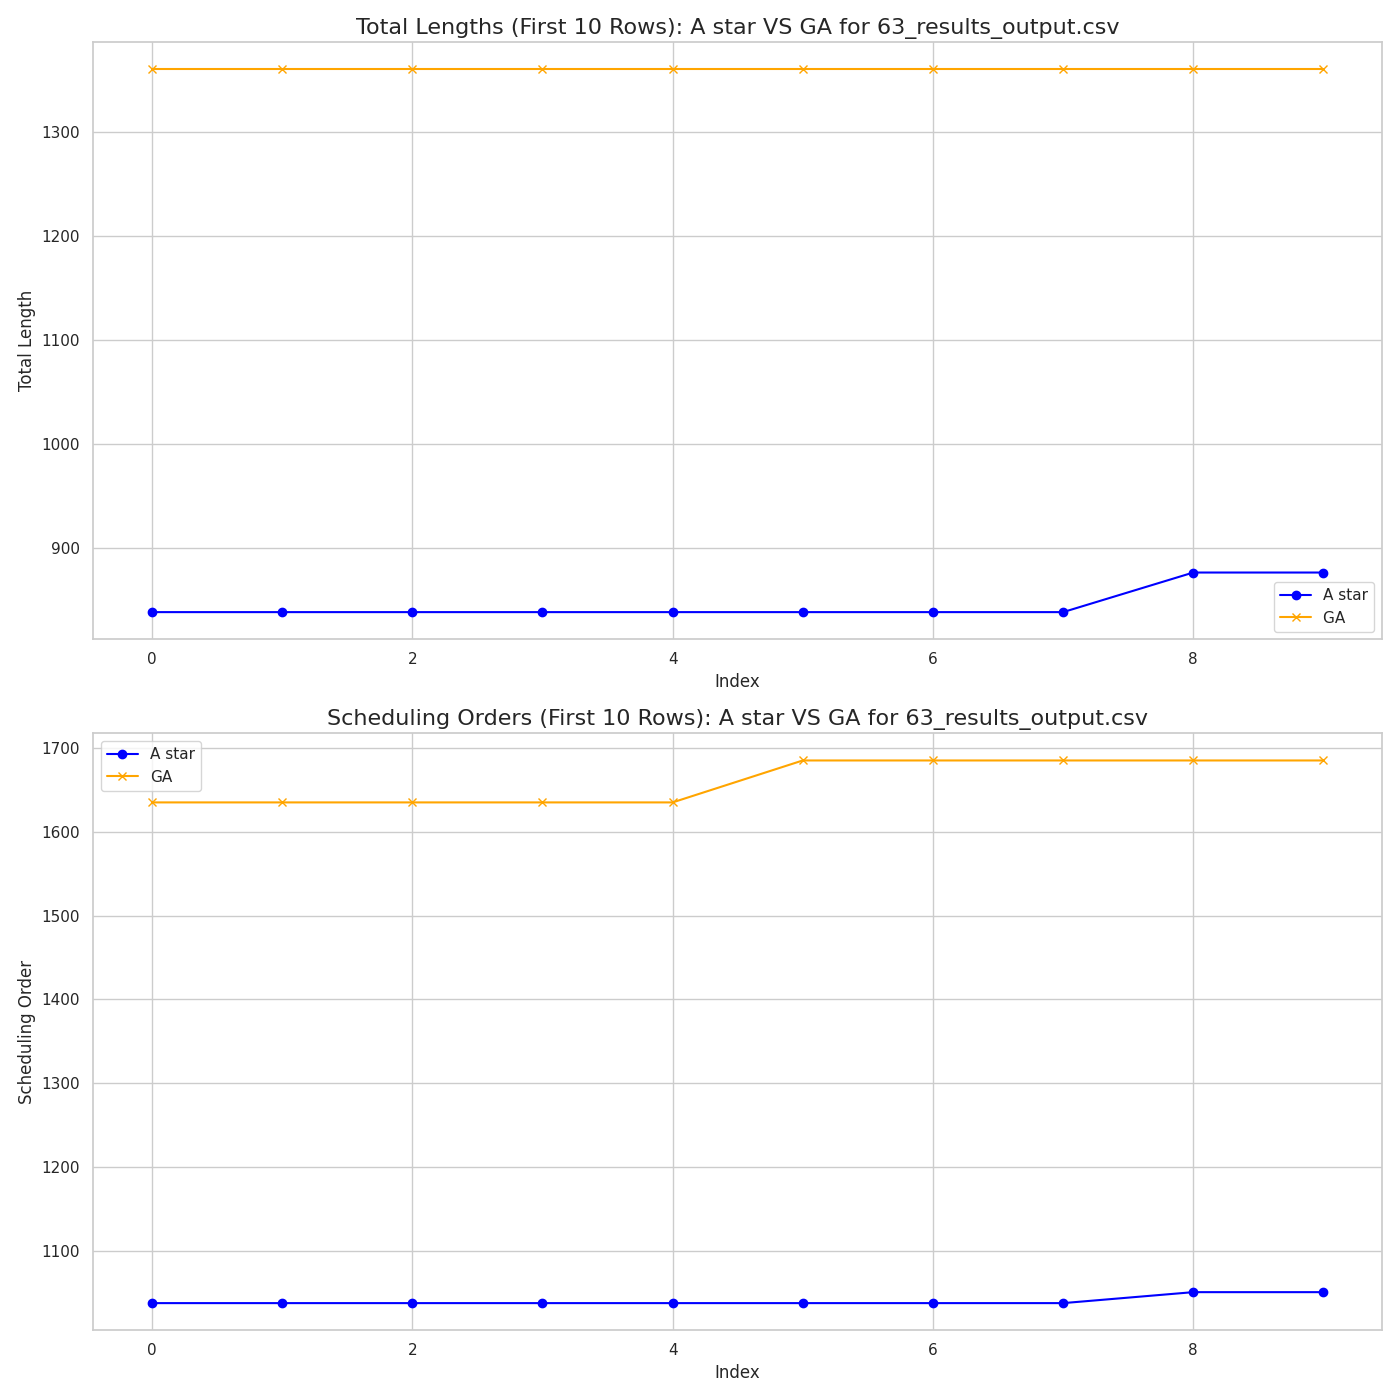 Total Lengths (First 10 Rows): A star VS GA for 63_results_output.csv
Total Length
1300
1200
1100
1000
900
A star
GA
0
2
4
6
8
Index
Scheduling Orders (First 10 Rows): A star VS GA for 63_results_output.csv
Scheduling Order
A star
GA
1700
1600
1500
1400
1300
1200
1100
0
2
4
6
8
Index